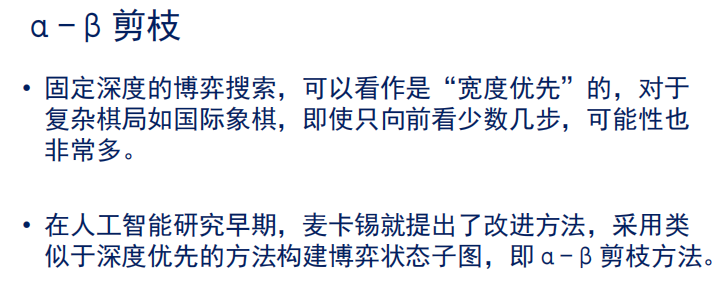 α－β 剪枝
• 固定深度的博弈搜索，可以看作是“宽度优先”的，对于
复杂棋局如国际象棋，即使只向前看少数几步，可能性也
非常多。
• 在人工智能研究早期，麦卡锡就提出了改进方法，采用类
似于深度优先的方法构建博弈状态子图，即 α－β 剪枝方法。